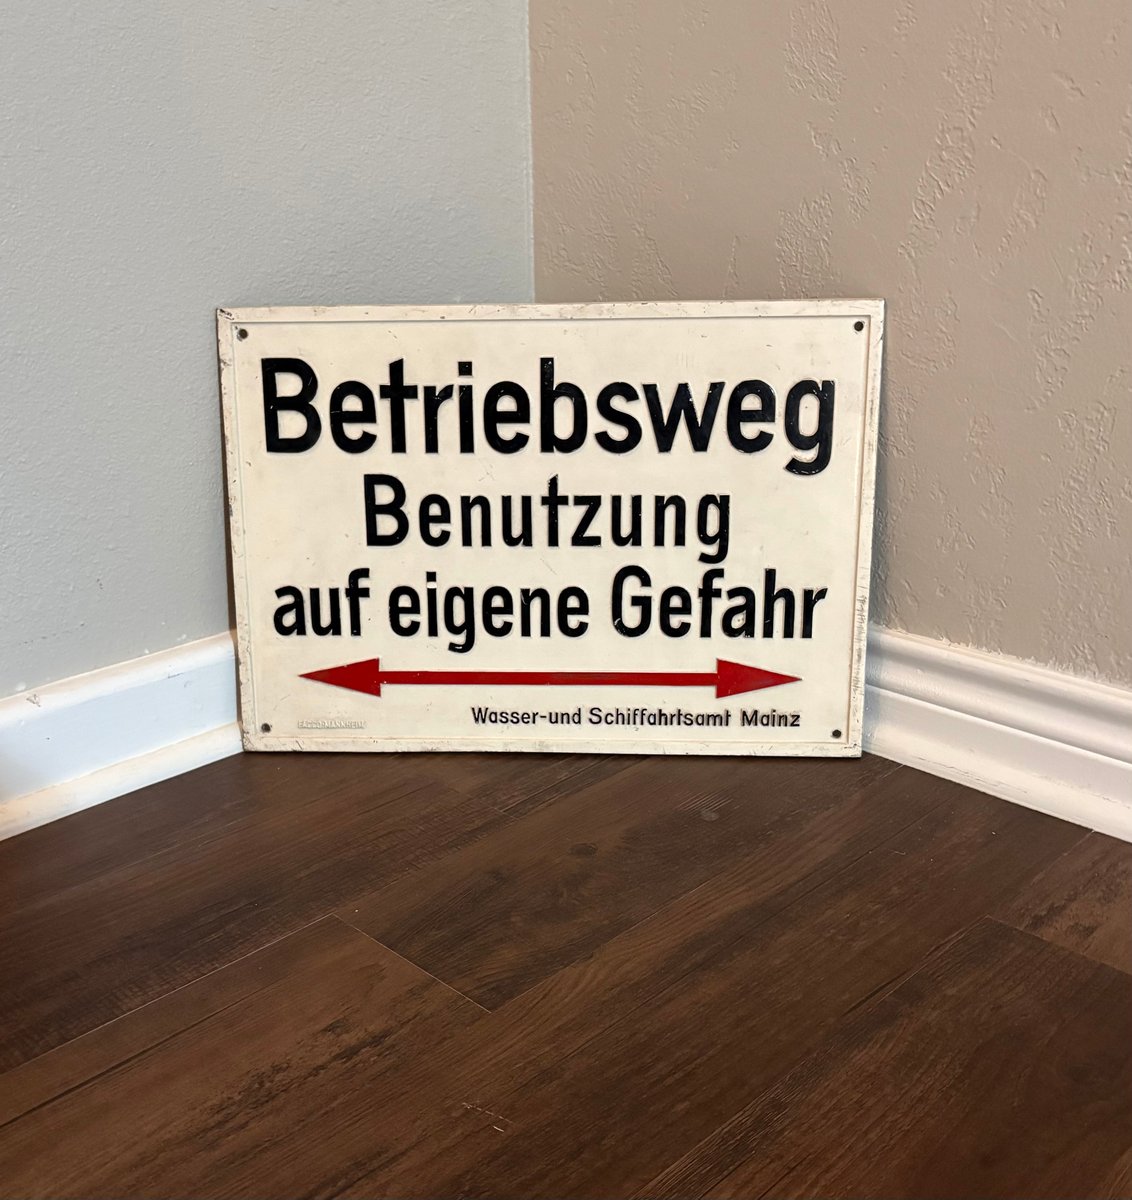 Betriebsweg
Benutzung
auf eigene Gefahr
Wasser-und Schiffahrtsamt Mainz